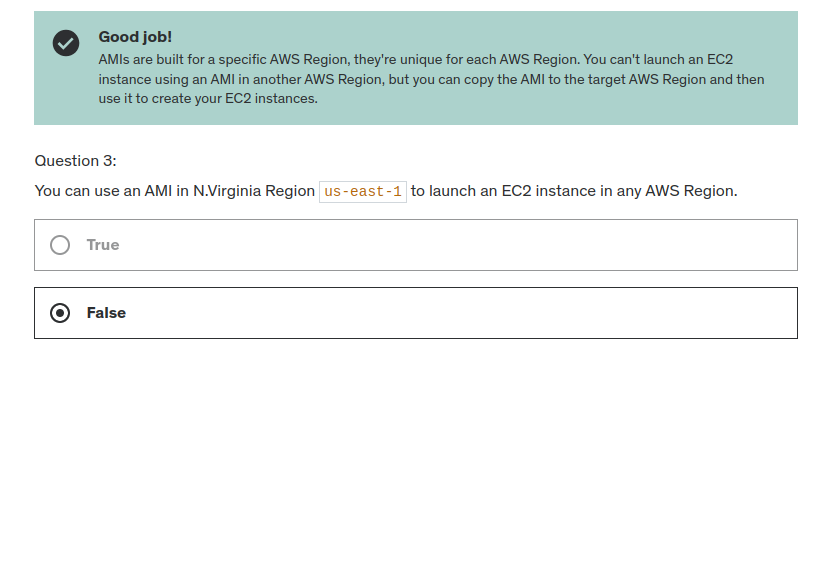 Good job!
AMIs are built for a specific AWS Region, they're unique for each AWS Region. You can't launch an EC2
instance using an AMI in another AWS Region, but you can copy the AMI to the target AWS Region and then
use it to create your EC2 instances.
Question 3:
You can use an AMI in N.Virginia Region us-east-1 to launch an EC2 instance in any AWS Region.
True
False